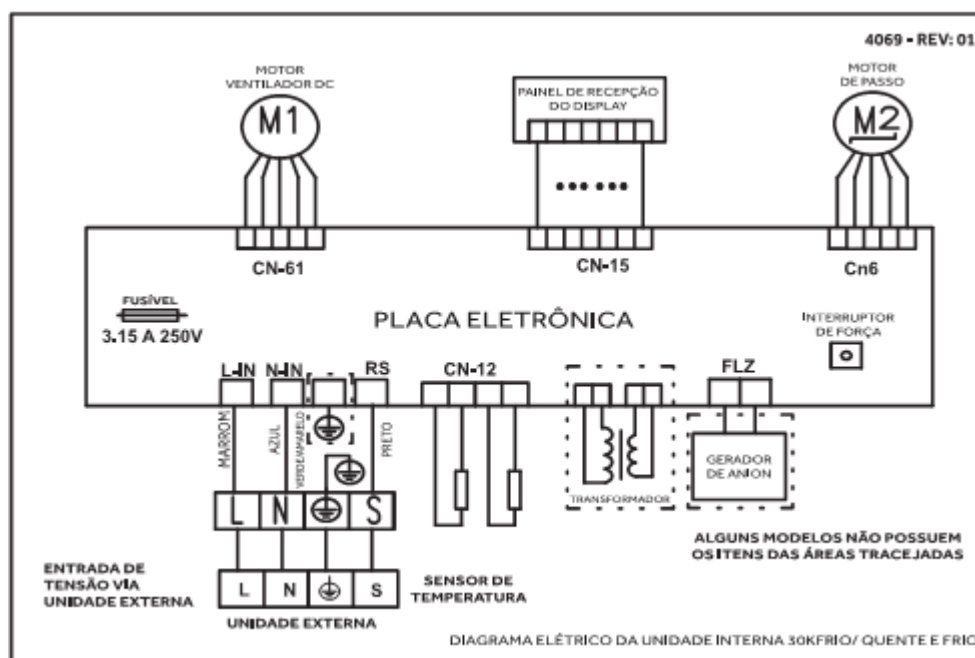 4069 - REV: 01
MOTOR
VENTILADOR DC
M1
PAINEL DE RECEPÇÃO
DO DISPLAY
MOTOR
DE PASSO
M2
CN-61
CN-15
Cn6
FUSÍVEL
3.15 A 250V
PLACA ELETRÔNICA
INTERRUPTOR
DE FORÇA
L-IN
N-IN
RS
CN-12
FLZ
MARROM
AZUL
VERDE/AMARELO
PRETO
TRANSFORMADOR
GERADOR
DE ANION
L
N
S
ALGUNS MODELOS NÃO POSSUEM
OS ITENS DAS ÁREAS TRACEJADAS
ENTRADA DE
TENSÃO VIA
UNIDADE EXTERNA
L
N
S
SENSOR DE
TEMPERATURA
UNIDADE EXTERNA
DIAGRAMA ELÉTRICO DA UNIDADE INTERNA 30KFRIO/ QUENTE E FRIO